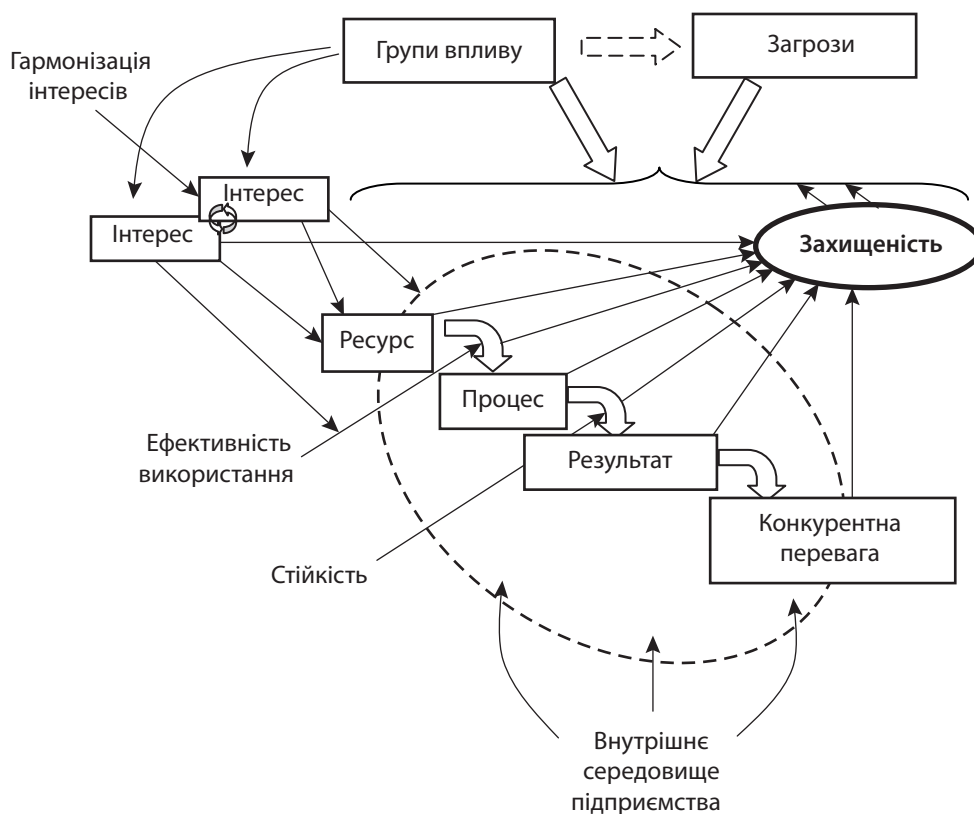 Групи впливу
Загрози
Гармонізація
інтересів
Інтерес
Інтерес
Захищеність
Ресурс
Процес
Ефективність
використання
Результат
Конкурентна
перевага
Стійкість
Внутрішнє
середовище
підприємства